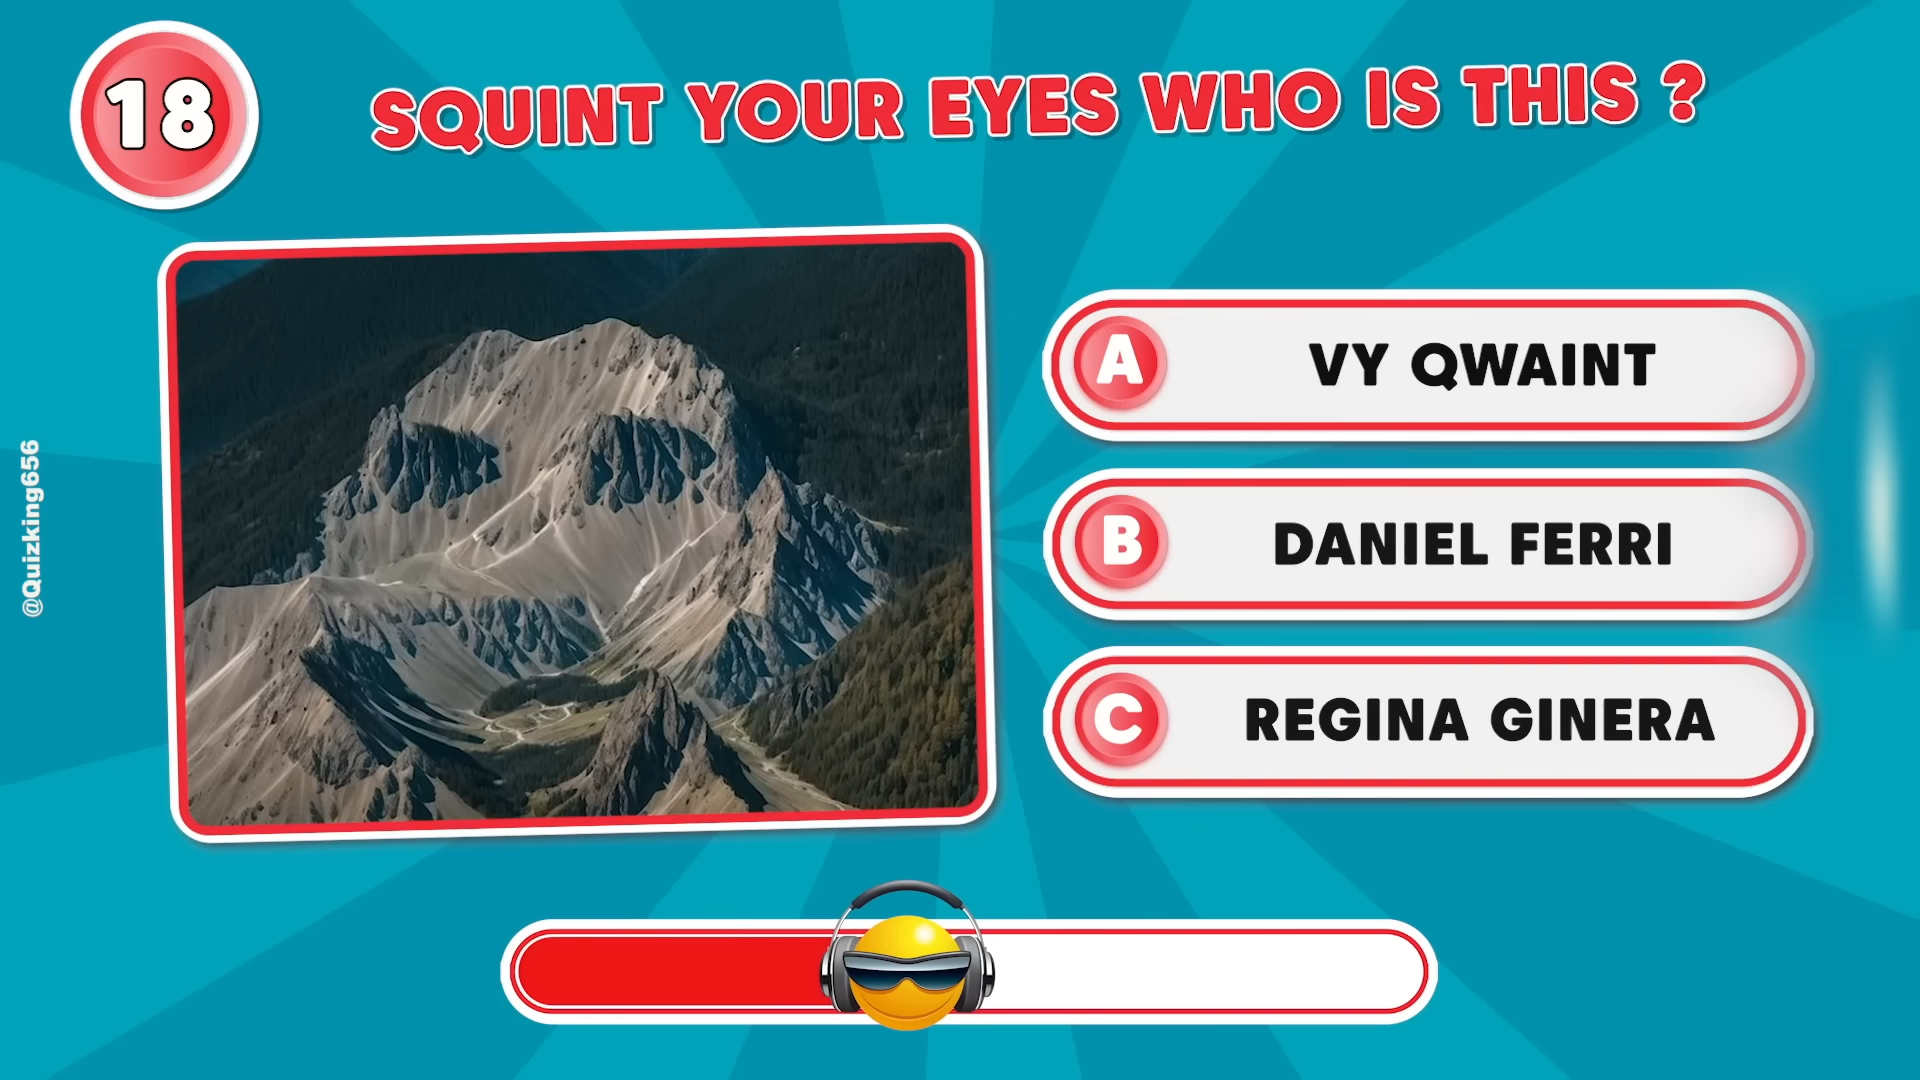 18
SQUINT YOUR EYES WHO IS THIS ?
@Quizking656
A VY QWAINT
B DANIEL FERRI
C REGINA GINERA